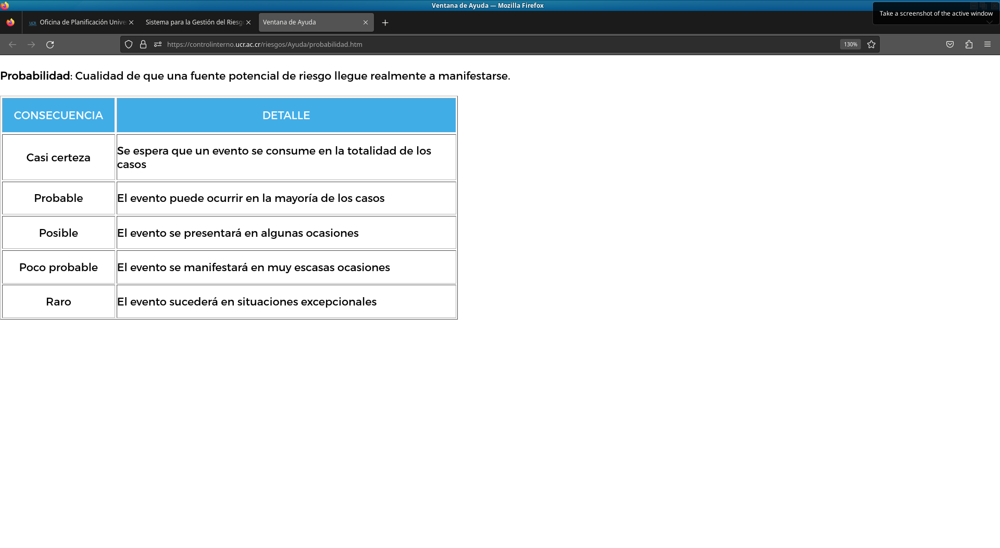 Ventana de Ayuda — Mozilla Firefox
Take a screenshot of the active window
UCR Oficina de Planificación Unive
Sistema para la Gestión del Riesg
Ventana de Ayuda
https://controlinterno.ucr.ac.cr/riesgos/Ayuda/probabilidad.htm
130%
Probabilidad: Cualidad de que una fuente potencial de riesgo llegue realmente a manifestarse.
CONSECUENCIA DETALLE
Casi certeza Se espera que un evento se consume en la totalidad de los
casos
Probable El evento puede ocurrir en la mayoría de los casos
Posible El evento se presentará en algunas ocasiones
Poco probable El evento se manifestará en muy escasas ocasiones
Raro El evento sucederá en situaciones excepcionales